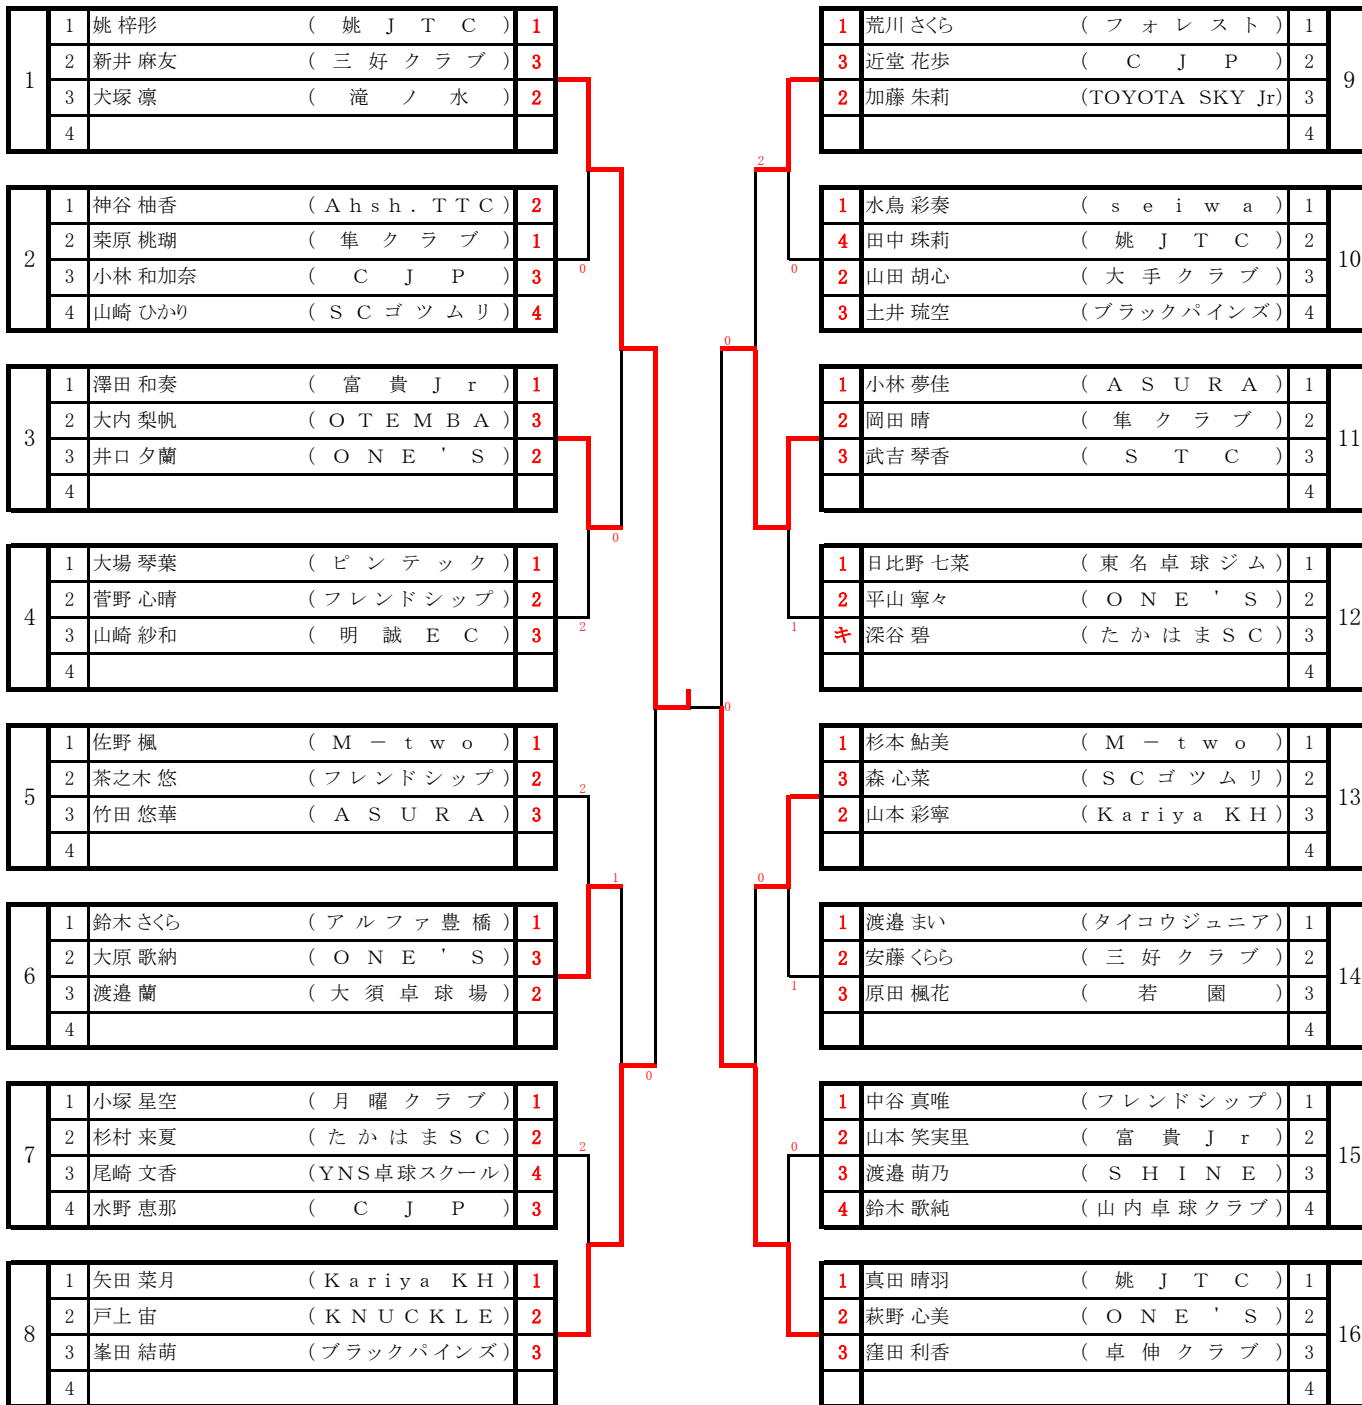 1
1 姚 梓彤 ( 姚 J T C ) 1
2 新井 麻友 ( 三 好 ク ラ ブ ) 3
3 犬塚 凛 ( 滝 ノ 水 ) 2
4
2
1 神谷 柚香 ( A h s h . T T C ) 2
2 桒原 桃瑚 ( 隼 ク ラ ブ ) 1
3 小林 和加奈 ( C J P ) 3
4 山崎 ひかり ( S C ゴ ツ ム リ ) 4
0
3
1 澤田 和奏 ( 富 貴 J r ) 1
2 大内 梨帆 ( O T E M B A ) 3
3 井口 夕蘭 ( O N E ' S ) 2
4
0
4
1 大場 琴葉 ( ピ ン テ ッ ク ) 1
2 菅野 心晴 (フレンドシップ) 2
3 山崎 紗和 ( 明 誠 E C ) 3
4
2
5
1 佐野 楓 ( M － t w o ) 1
2 茶之木 悠 (フレンドシップ) 2
3 竹田 悠華 ( A S U R A ) 3
4
2
1
6
1 鈴木 さくら ( ア ル フ ァ 豊 橋 ) 1
2 大原 歌納 ( O N E ' S ) 3
3 渡邉 蘭 ( 大 須 卓 球 場 ) 2
4
0
7
1 小塚 星空 ( 月 曜 ク ラ ブ ) 1
2 杉村 来夏 ( た か は ま S C ) 2
3 尾崎 文香 (YNS卓球スクール) 4
4 水野 恵那 ( C J P ) 3
2
8
1 矢田 菜月 ( K a r i y a K H ) 1
2 戸上 宙 ( K N U C K L E ) 2
3 峯田 結萌 (ブラックパインズ) 3
4
1 荒川 さくら ( フ ォ レ ス ト ) 1
3 近堂 花歩 ( C J P ) 2
2 加藤 朱莉 (TOYOTA SKY Jr) 3
4
9
2
1 水鳥 彩奏 ( s e i w a ) 1
4 田中 珠莉 ( 姚 J T C ) 2
2 山田 胡心 ( 大 手 ク ラ ブ ) 3
3 土井 琉空 (ブラックパインズ) 4
10
0
0
1 小林 夢佳 ( A S U R A ) 1
2 岡田 晴 ( 隼 ク ラ ブ ) 2
3 武吉 琴香 ( S T C ) 3
4
11
1 日比野 七菜 ( 東 名 卓 球 ジ ム ) 1
2 平山 寧々 ( O N E ' S ) 2
キ 深谷 碧 ( た か は ま S C ) 3
4
12
1
0
1 杉本 鮎美 ( M － t w o ) 1
3 森 心菜 ( S C ゴ ツ ム リ ) 2
2 山本 彩寧 ( K a r i y a K H ) 3
4
13
0
1 渡邉 まい (タイコウジュニア) 1
2 安藤 くらら ( 三 好 ク ラ ブ ) 2
3 原田 楓花 ( 若 園 ) 3
4
14
1
1 中谷 真唯 (フレンドシップ) 1
2 山本 笑実里 ( 富 貴 J r ) 2
3 渡邉 萌乃 ( S H I N E ) 3
4 鈴木 歌純 ( 山 内 卓 球 ク ラ ブ ) 4
15
0
1 真田 晴羽 ( 姚 J T C ) 1
2 萩野 心美 ( O N E ' S ) 2
3 窪田 利香 ( 卓 伸 ク ラ ブ ) 3
4
16